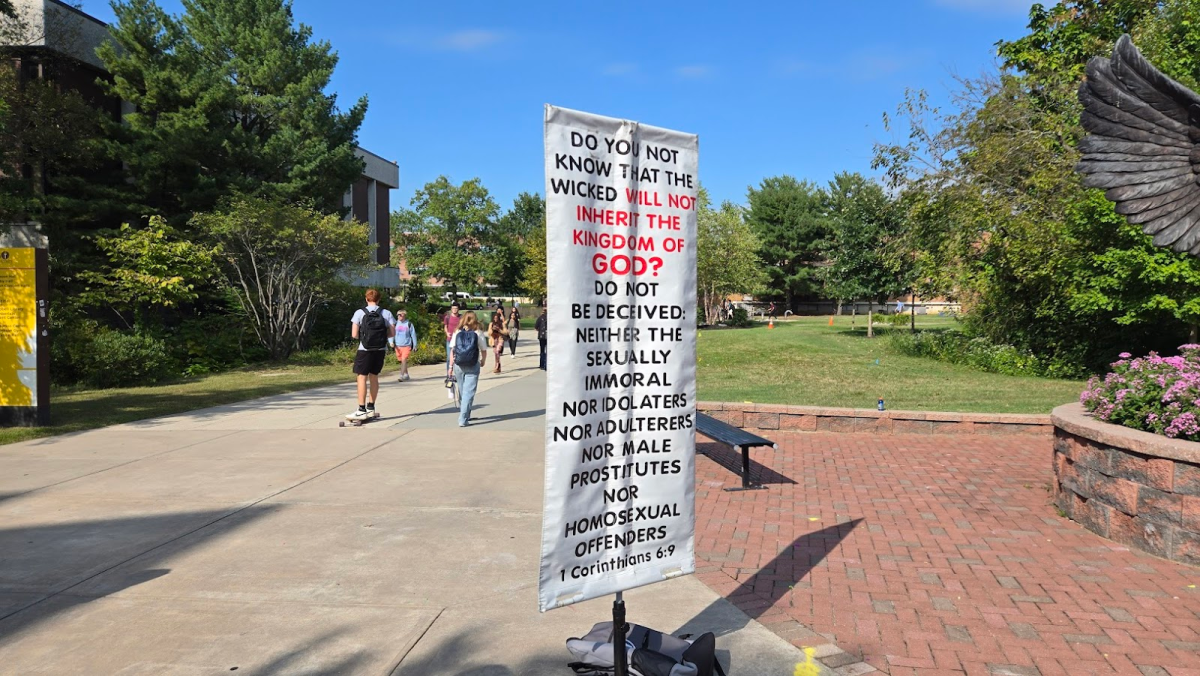 DO YOU NOT
KNOW THAT THE
WICKED WILL NOT
INHERIT THE
KINGDOM OF
GOD?
DO NOT
BE DECEIVED:
NEITHER THE
SEXUALLY
IMMORAL
NOR IDOLATERS
NOR ADULTERERS
NOR MALE
PROSTITUTES
NOR
HOMOSEXUAL
OFFENDERS
1 Corinthians 6:9